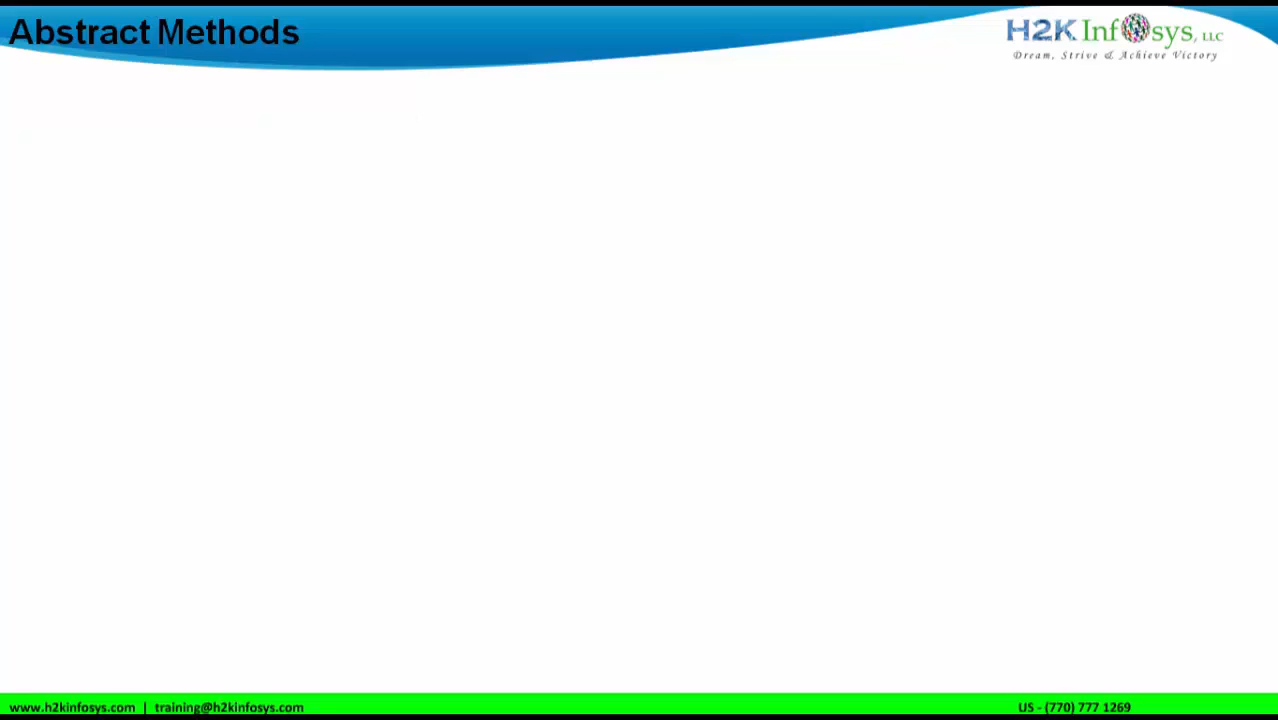 Abstract Methods
H2K Infosys, LLC
Dream, Strive & Achieve Victory
www.h2kinfosys.com | training@h2kinfosys.com
US - (770) 777 1269